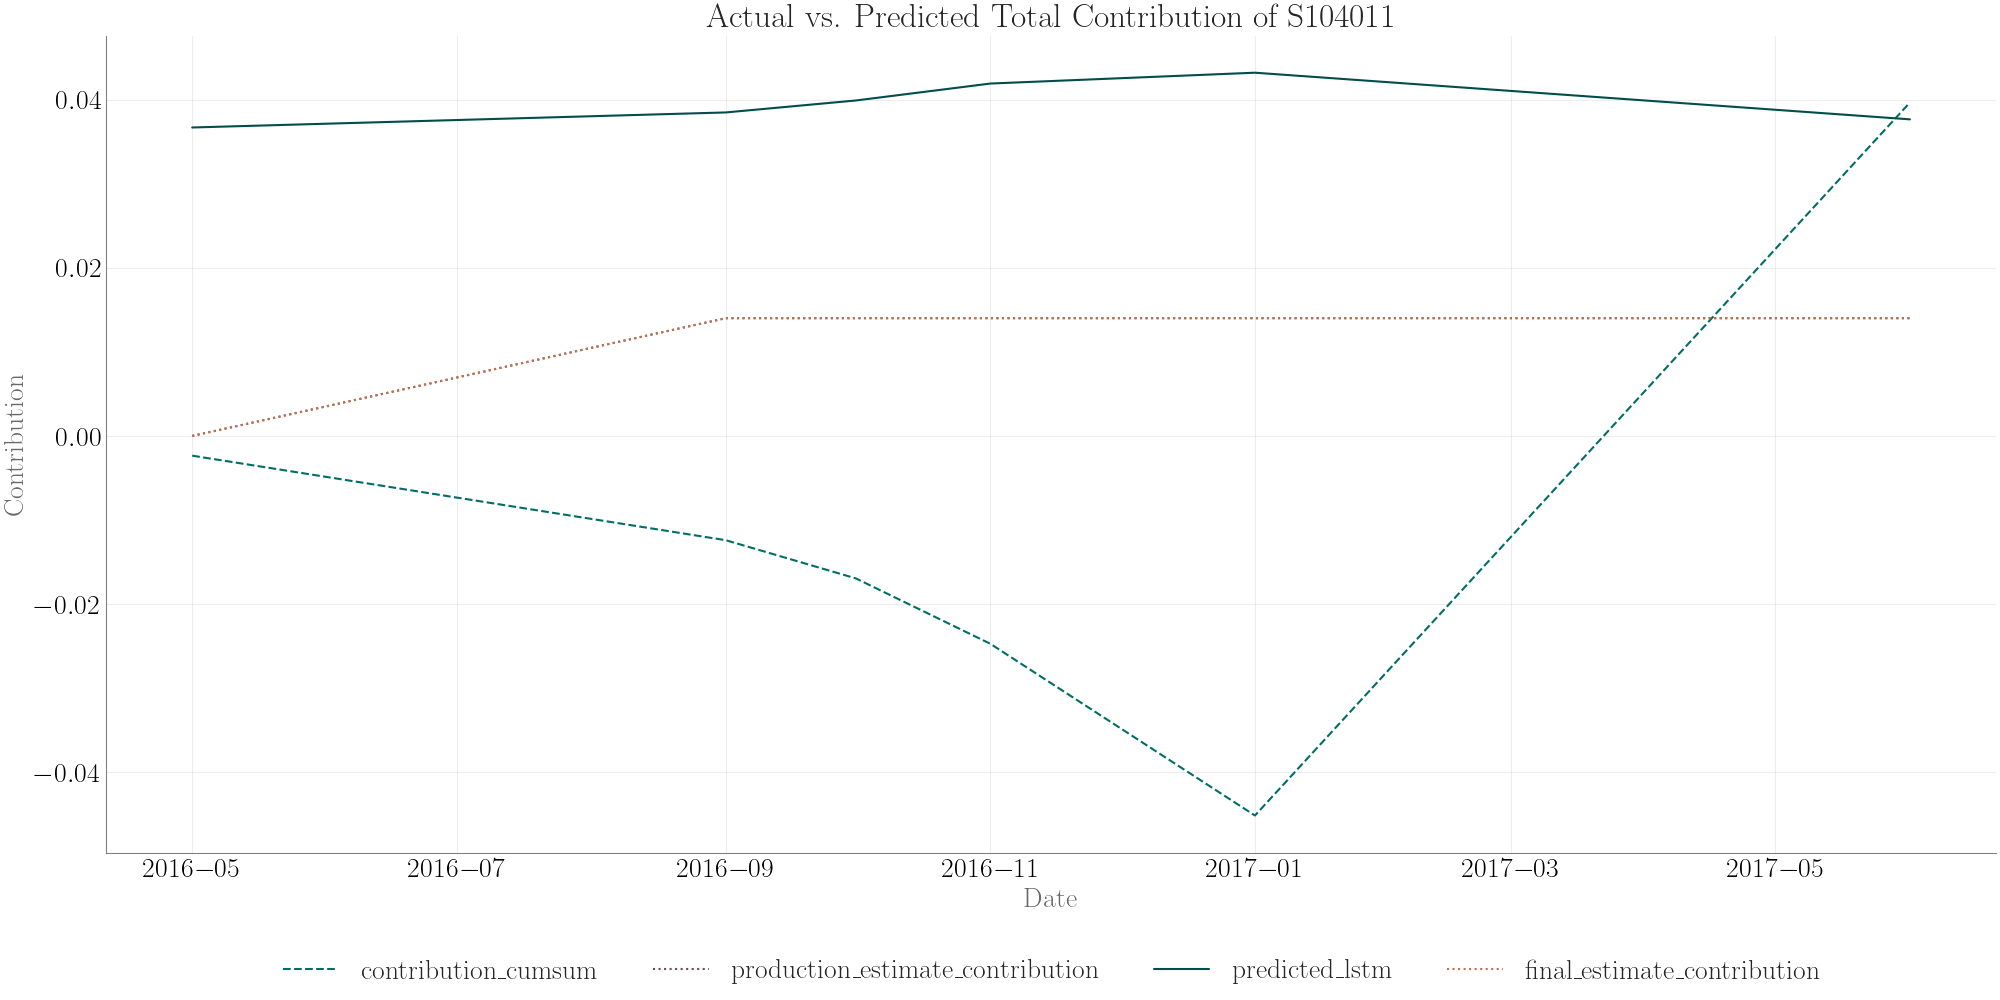 Actual vs. Predicted Total Contribution of S104011
0.04
0.02
0.00
−0.02
−0.04
Contribution
2016−05 2016−07 2016−09 2016−11 2017−01 2017−03 2017−05
Date
contribution_cumsum production_estimate_contribution predicted_lstm final_estimate_contribution